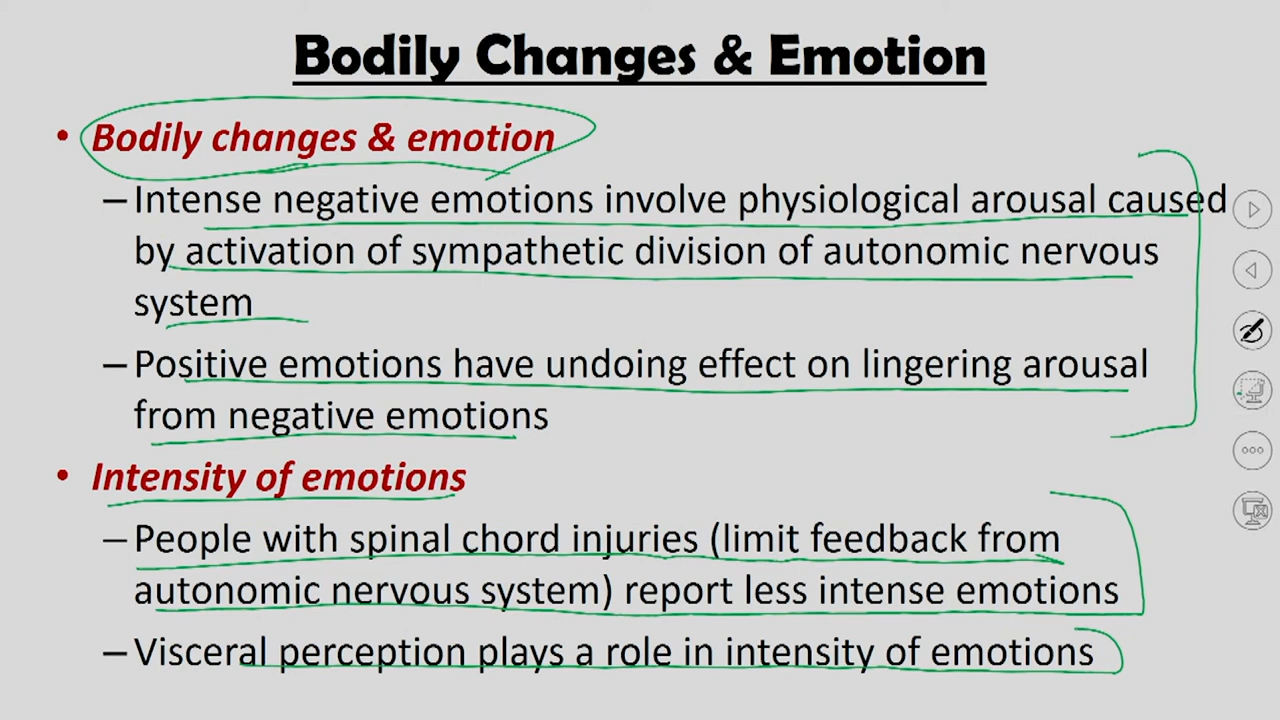 Bodily Changes & Emotion
• Bodily changes & emotion
– Intense negative emotions involve physiological arousal caused
by activation of sympathetic division of autonomic nervous
system
– Positive emotions have undoing effect on lingering arousal
from negative emotions
• Intensity of emotions
– People with spinal chord injuries (limit feedback from
autonomic nervous system) report less intense emotions
– Visceral perception plays a role in intensity of emotions